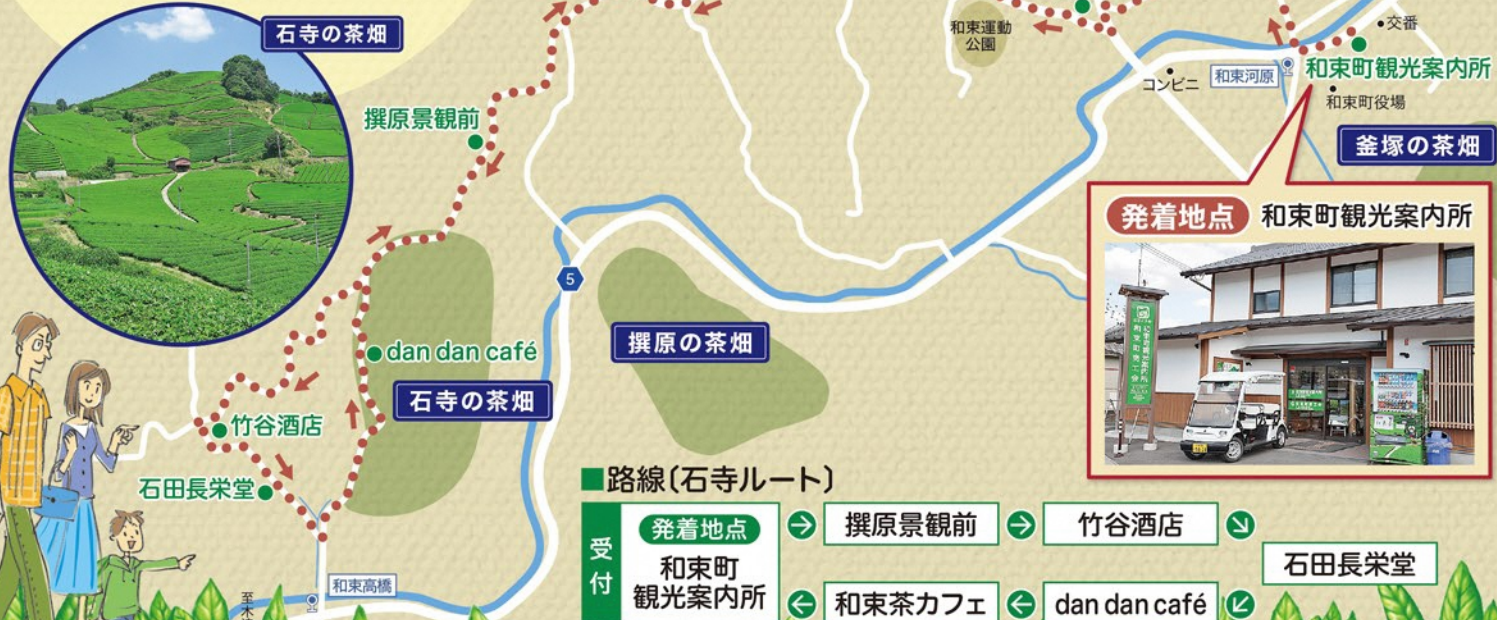 石寺の茶畑
和束運動
公園
交番
コンビニ
和束河原
和束町観光案内所
和束町役場
撰原景観前
釜塚の茶畑
発着地点 和束町観光案内所
5
撰原の茶畑
dan dan café
石寺の茶畑
竹谷酒店
石田長栄堂
和束高橋
■路線〔石寺ルート〕
受付
発着地点
和束町
観光案内所
撰原景観前
竹谷酒店
石田長栄堂
dan dan café
和束茶カフェ